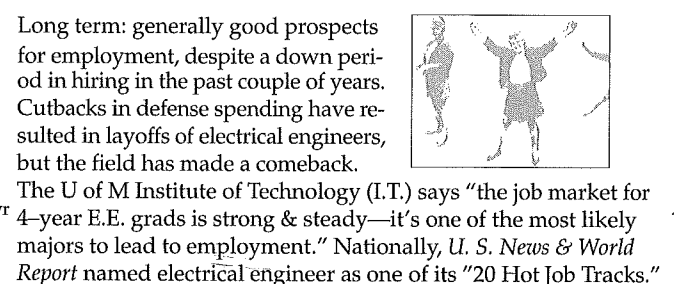 Long term: generally good prospects
for employment, despite a down peri-
od in hiring in the past couple of years.
Cutbacks in defense spending have re-
sulted in layoffs of electrical engineers,
but the field has made a comeback.
The U of M Institute of Technology (I.T.) says "the job market for
yr 4–year E.E. grads is strong & steady—it's one of the most likely
majors to lead to employment." Nationally, U. S. News & World
Report named electrical engineer as one of its "20 Hot Job Tracks."